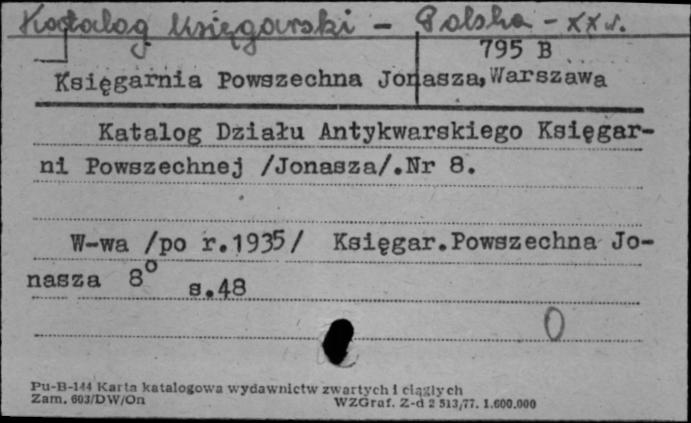 Katalog Księgarski - Polska - XX w.
795 B
Księgarnia Powszechna Jonasza, Warszawa
Katalog Działu Antykwarskiego Księgar-
ni Powszechnej /Jonasza/.Nr 8.
W-wa /po r.1935/ Księgar.Powszechna Jo-
nasza 8° s.48
0
Pu-B-144 Karta katalogowa wydawnictw zwartych i ciągłych
Zam. 603/DW/On WZGraf. Z-d 2 513/77. 1.600.000